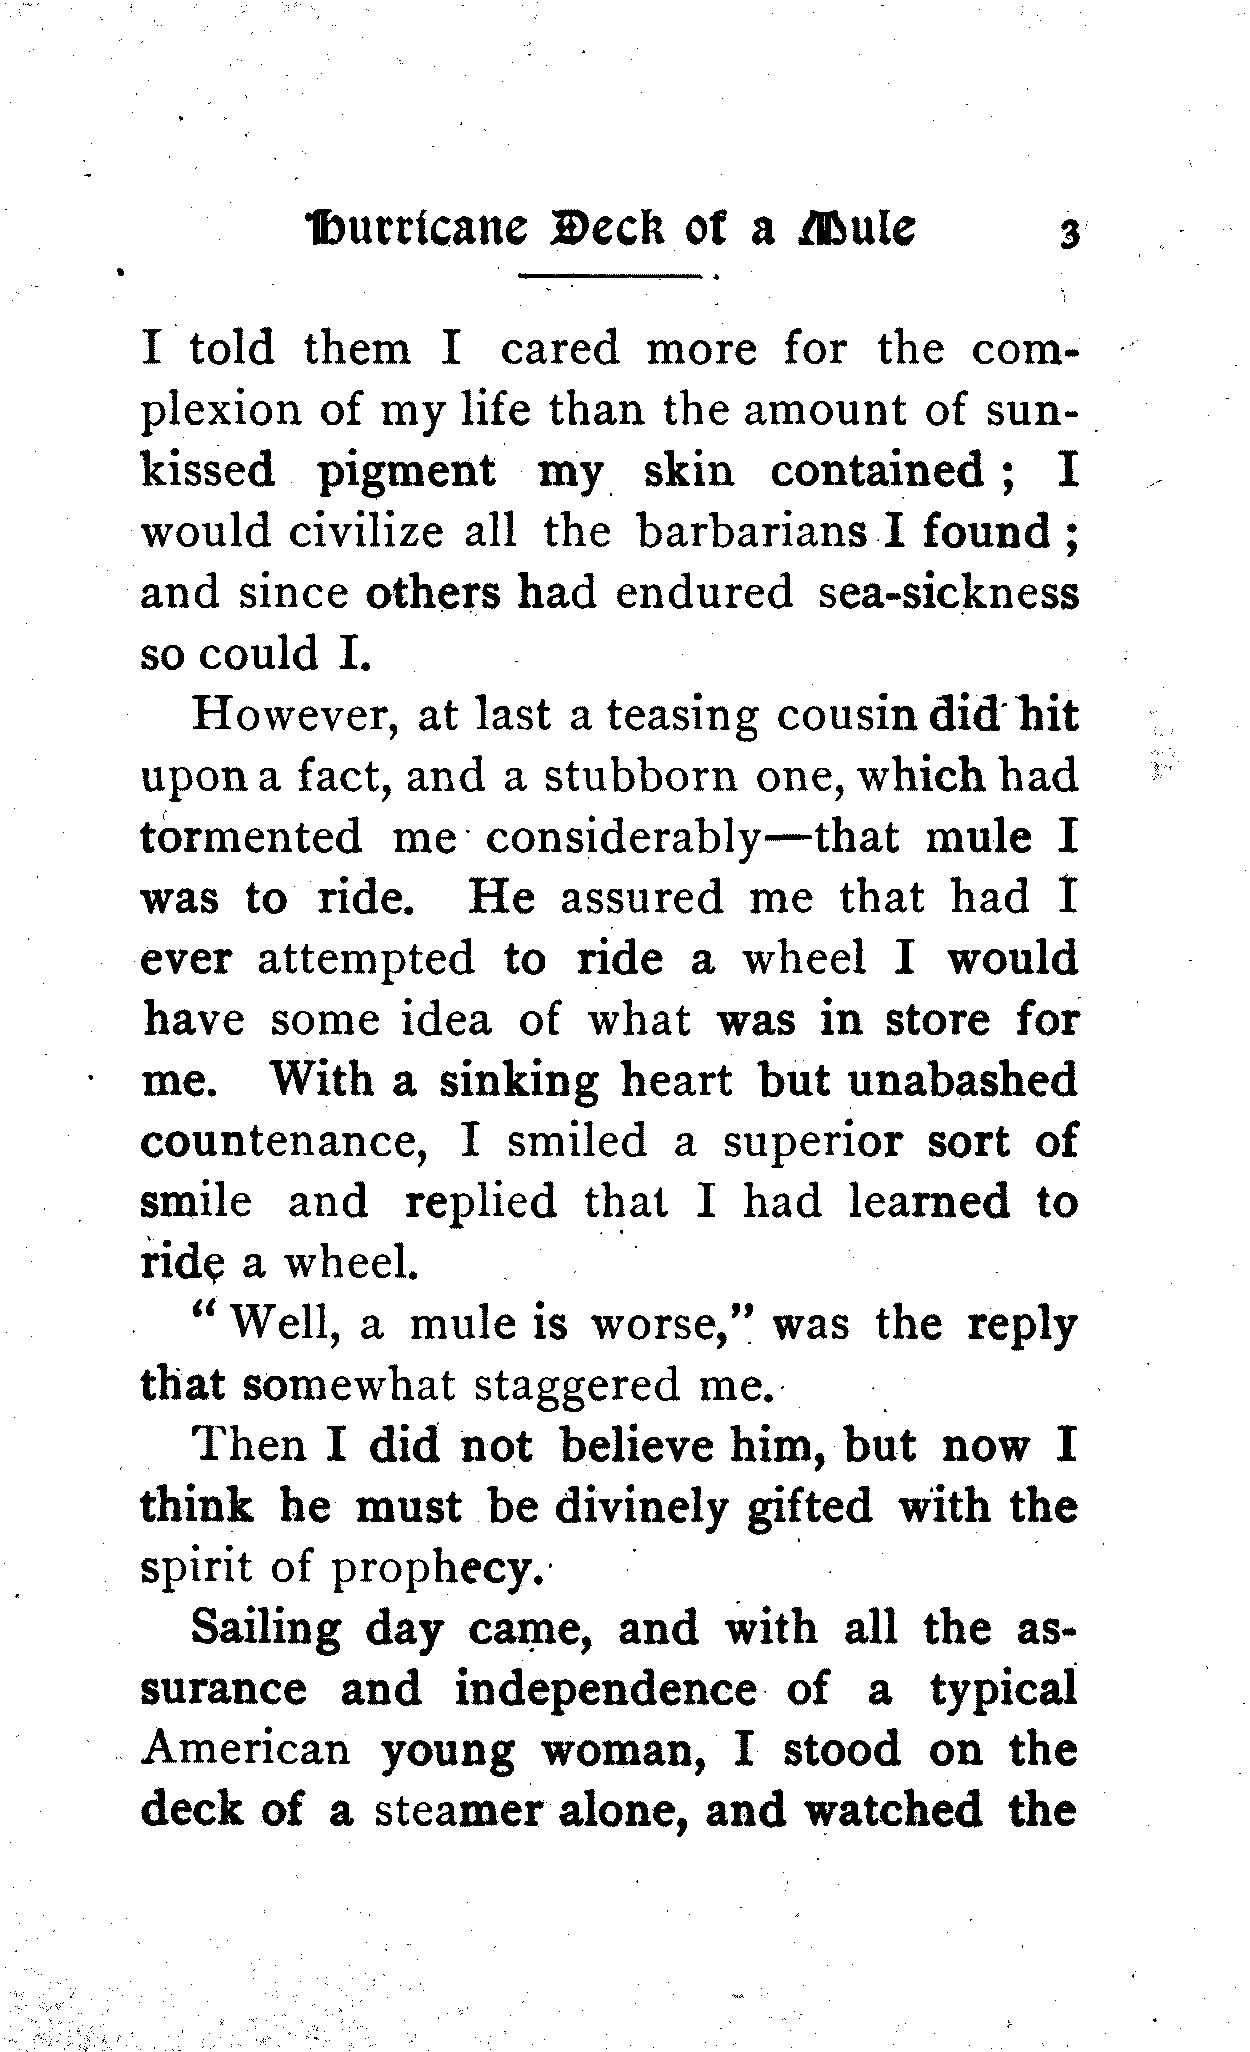 Hurricane Deck of a Mule 3
I told them I cared more for the com-
plexion of my life than the amount of sun-
kissed pigment my skin contained ; I
would civilize all the barbarians I found ;
and since others had endured sea-sickness
so could I.
However, at last a teasing cousin did hit
upon a fact, and a stubborn one, which had
tormented me considerably—that mule I
was to ride. He assured me that had I
ever attempted to ride a wheel I would
have some idea of what was in store for
me. With a sinking heart but unabashed
countenance, I smiled a superior sort of
smile and replied that I had learned to
ride a wheel.
“ Well, a mule is worse,” was the reply
that somewhat staggered me.
Then I did not believe him, but now I
think he must be divinely gifted with the
spirit of prophecy.
Sailing day came, and with all the as-
surance and independence of a typical
American young woman, I stood on the
deck of a steamer alone, and watched the